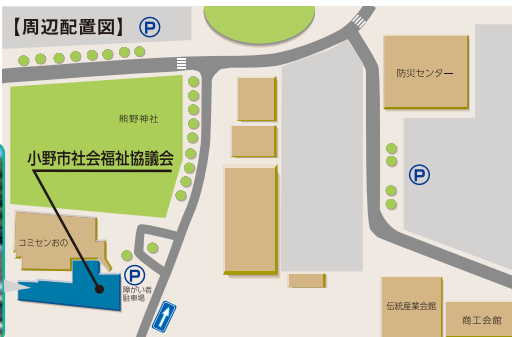 【周辺配置図】 P
防災センター
熊野神社
小野市社会福祉協議会
P
コミセンおの
P
障がい者
駐車場
伝統産業会館
商工会館